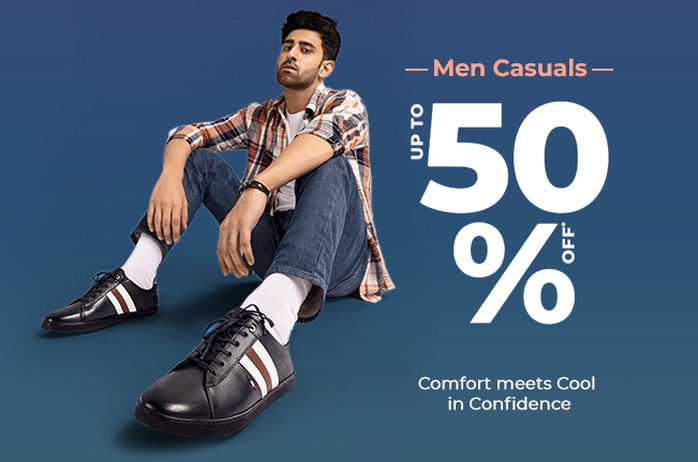 Men Casuals
UP TO
50
%
OFF*
Comfort meets Cool
in Confidence